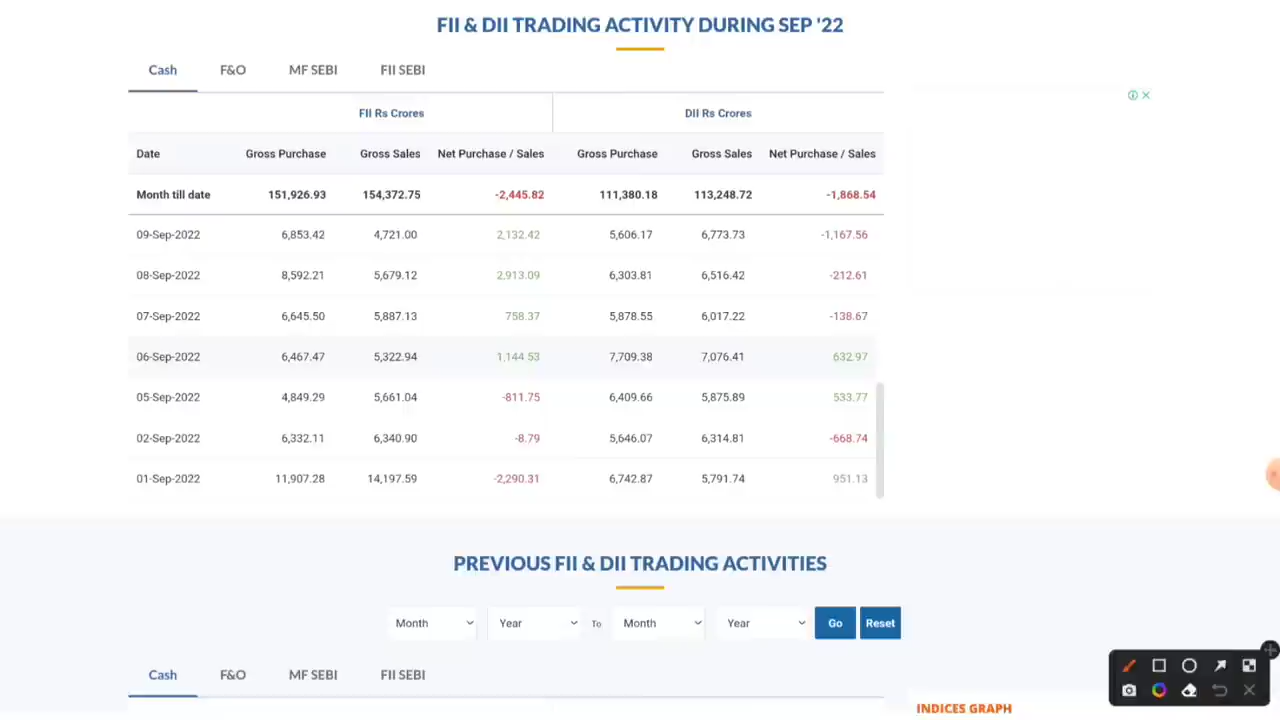 FII & DII TRADING ACTIVITY DURING SEP '22
Cash F&O MF SEBI FII SEBI
FII Rs Crores DII Rs Crores
Date Gross Purchase Gross Sales Net Purchase / Sales Gross Purchase Gross Sales Net Purchase / Sales
Month till date 151,926.93 154,372.75 -2,445.82 111,380.18 113,248.72 -1,868.54
09-Sep-2022 6,853.42 4,721.00 2,132.42 5,606.17 6,773.73 -1,167.56
08-Sep-2022 8,592.21 5,679.12 2,913.09 6,303.81 6,516.42 -212.61
07-Sep-2022 6,645.50 5,887.13 758.37 5,878.55 6,017.22 -138.67
06-Sep-2022 6,467.47 5,322.94 1,144.53 7,709.38 7,076.41 632.97
05-Sep-2022 4,849.29 5,661.04 -811.75 6,409.66 5,875.89 533.77
02-Sep-2022 6,332.11 6,340.90 -8.79 5,646.07 6,314.81 -668.74
01-Sep-2022 11,907.28 14,197.59 -2,290.31 6,742.87 5,791.74 951.13
PREVIOUS FII & DII TRADING ACTIVITIES
Month Year To Month Year Go Reset
Cash F&O MF SEBI FII SEBI
INDICES GRAPH